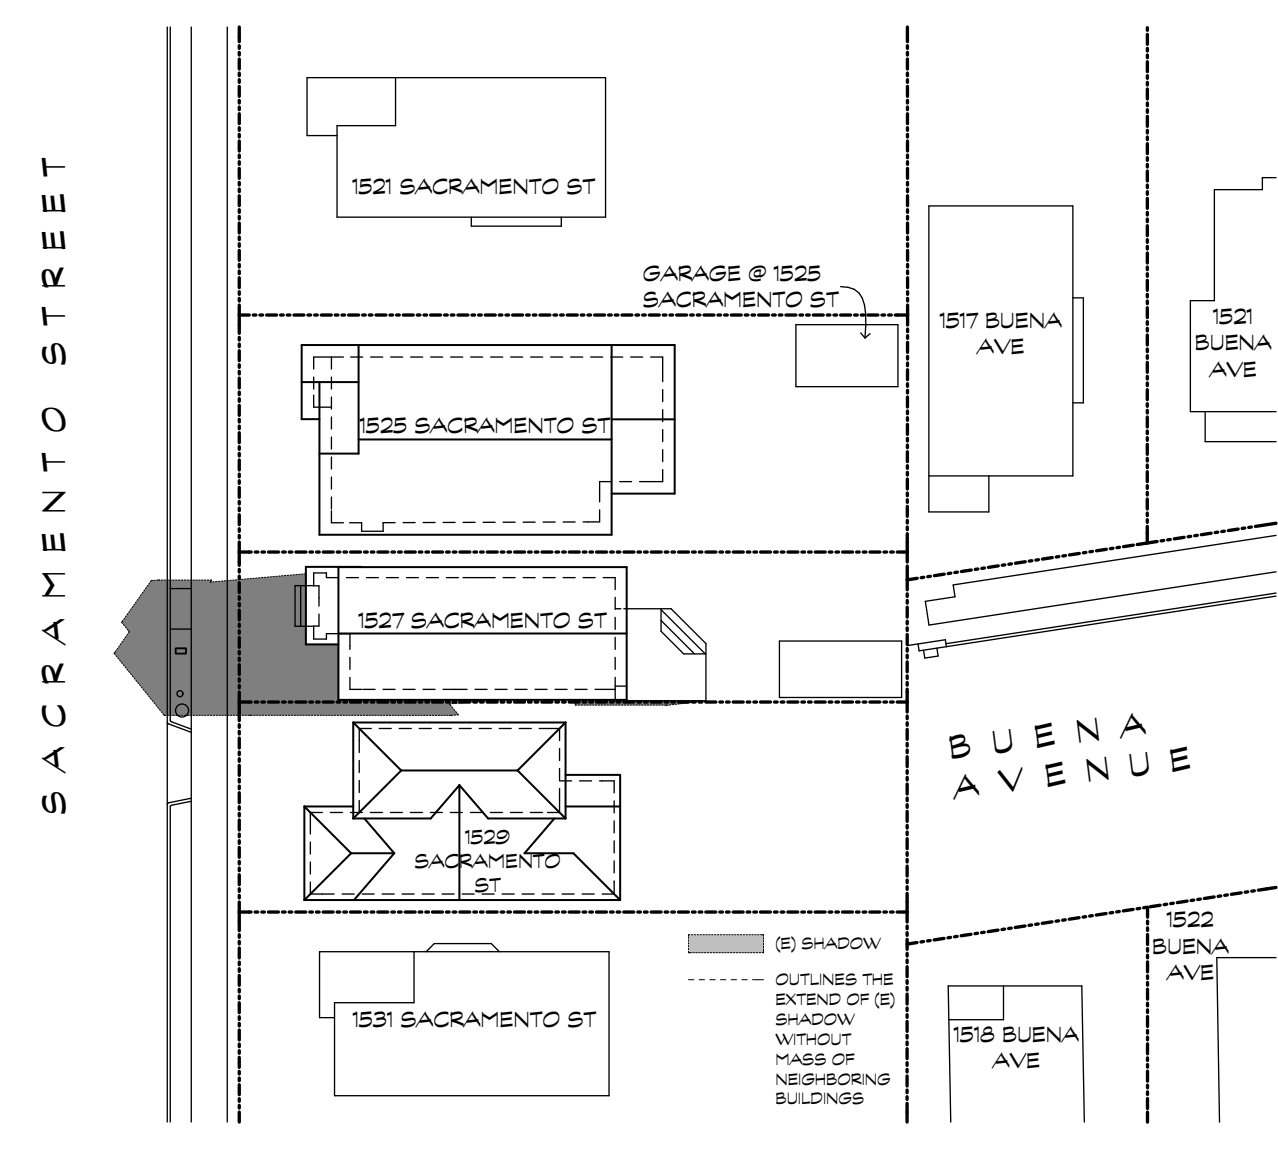 SACRAMENTO STREET
1521 SACRAMENTO ST
GARAGE @ 1525
SACRAMENTO ST
1517 BUENA
AVE
1521
BUENA
AVE
1525 SACRAMENTO ST
1527 SACRAMENTO ST
BUENA
AVENUE
1529
SACRAMENTO
ST
1531 SACRAMENTO ST
(E) SHADOW
OUTLINES THE
EXTEND OF (E)
SHADOW
WITHOUT
MASS OF
NEIGHBORING
BUILDINGS
1522
BUENA
AVE
1518 BUENA
AVE